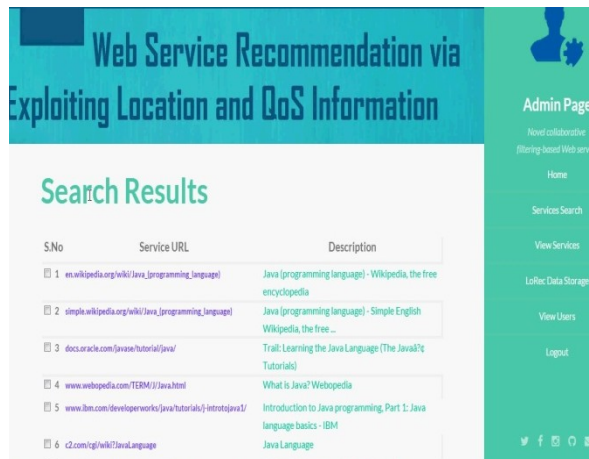 Web Service Recommendation via
Exploiting Location and QoS Information
Search Results
S.No Service URL Description
1 en.wikipedia.org/wiki/Java_(programming_language) Java (programming language) - Wikipedia, the free
encyclopedia
2 simple.wikipedia.org/wiki/Java_(programming_language) Java (programming language) - Simple English
Wikipedia, the free ...
3 docs.oracle.com/javase/tutorial/java/ Trail: Learning the Java Language (The Javaâ?¢
Tutorials)
4 www.webopedia.com/TERM/J/Java.html What is Java? Webopedia
5 www.ibm.com/developerworks/java/tutorials/j-introtojava1/ Introduction to Java programming, Part 1: Java
language basics - IBM
6 c2.com/cgi/wiki?JavaLanguage Java Language
Admin Page
Novel collaborative
filtering-based Web serv
Home
Services Search
View Services
LoRec Data Storage
View Users
Logout